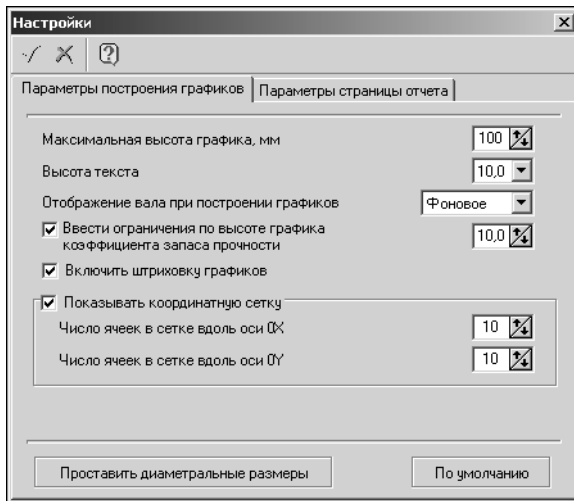 Настройки
Параметры построения графиков Параметры страницы отчета
Максимальная высота графика, мм 100
Высота текста 10,0
Отображение вала при построении графиков Фоновое
Ввести ограничения по высоте графика
коэффициента запаса прочности 10,0
Включить штриховку графиков
Показывать координатную сетку
Число ячеек в сетке вдоль оси 0X 10
Число ячеек в сетке вдоль оси 0Y 10
Проставить диаметральные размеры По умолчанию